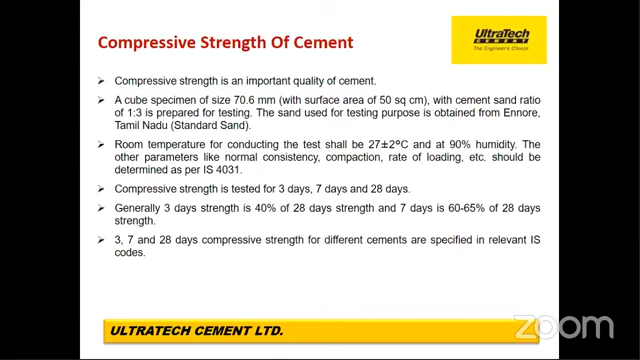 Compressive Strength Of Cement
UltraTech
CEMENT
The Engineer's Choice
➢ Compressive strength is an important quality of cement.
➢ A cube specimen of size 70.6 mm (with surface area of 50 sq cm), with cement sand ratio
of 1:3 is prepared for testing. The sand used for testing purpose is obtained from Ennore,
Tamil Nadu (Standard Sand).
➢ Room temperature for conducting the test shall be 27±2°C and at 90% humidity. The
other parameters like normal consistency, compaction, rate of loading, etc. should be
determined as per IS 4031.
➢ Compressive strength is tested for 3 days, 7 days and 28 days.
➢ Generally 3 days strength is 40% of 28 days strength and 7 days is 60-65% of 28 days
strength.
➢ 3, 7 and 28 days compressive strength for different cements are specified in relevant IS
codes.
ULTRATECH CEMENT LTD.
zoom